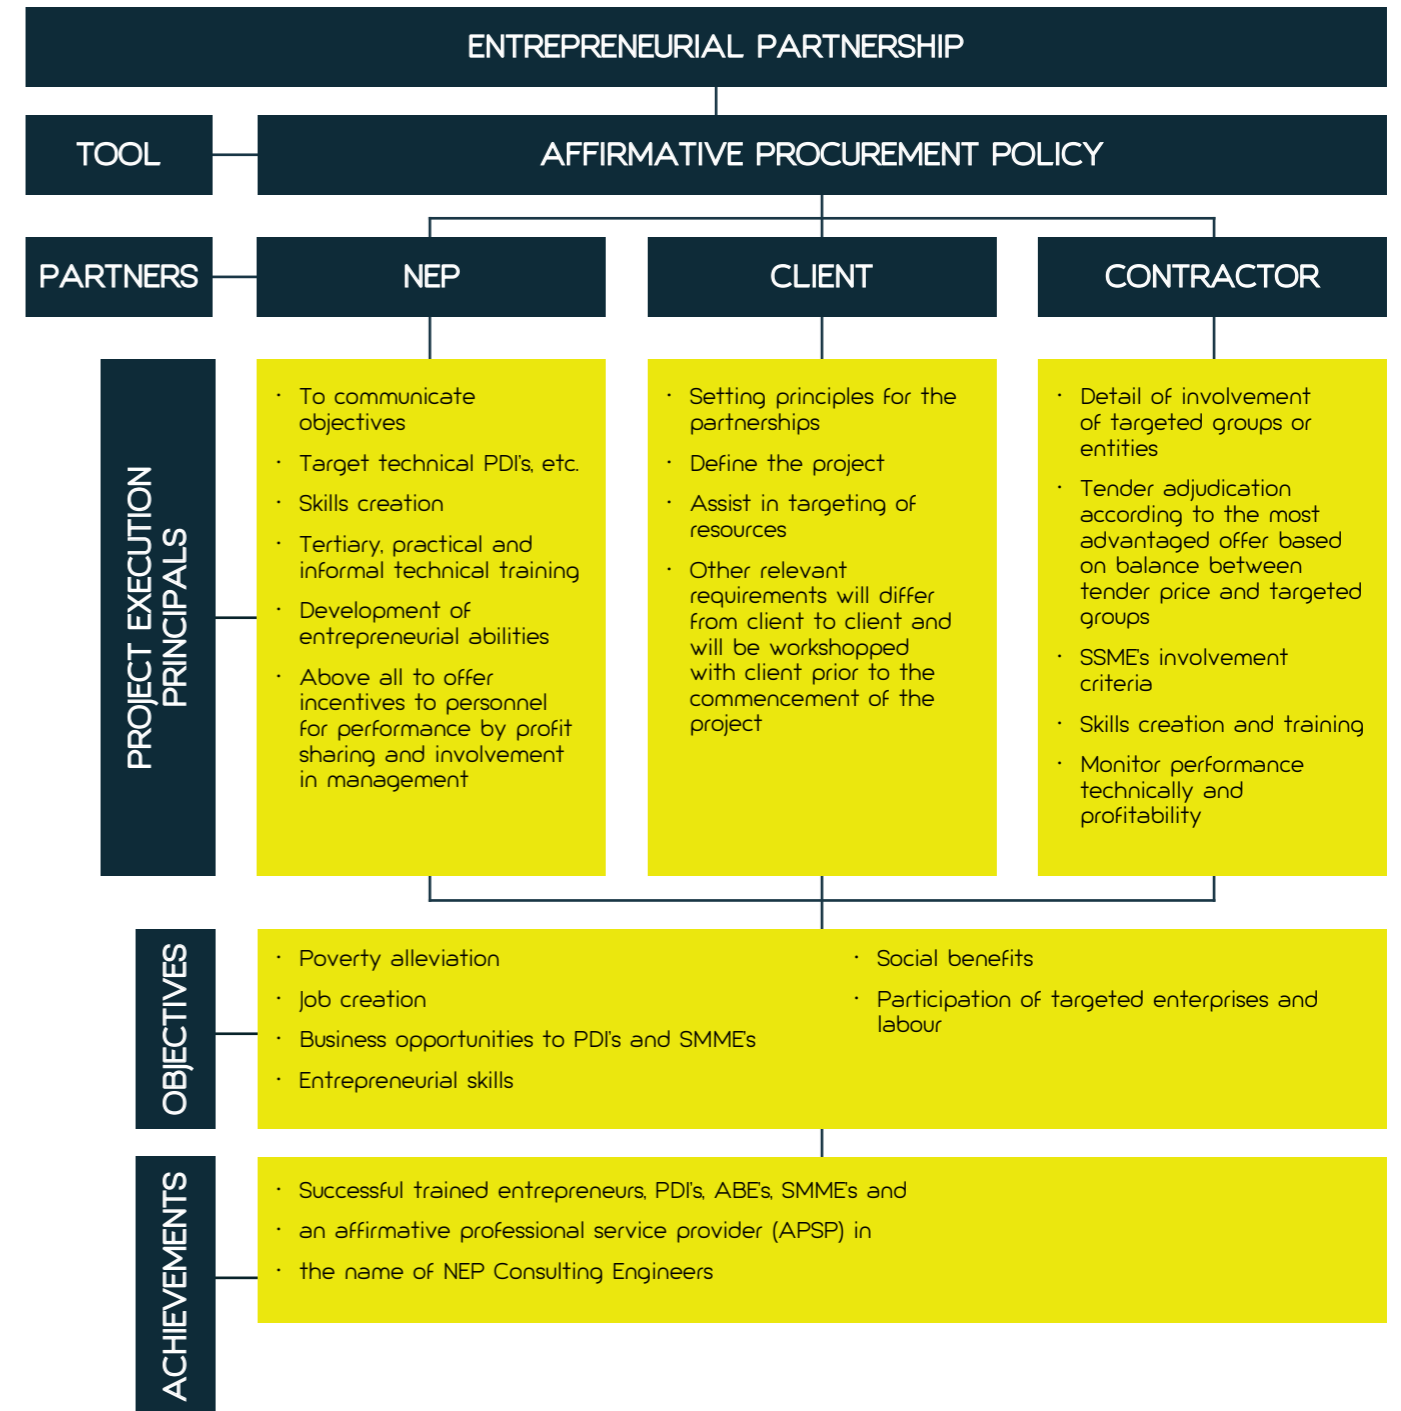 ENTREPRENEURIAL PARTNERSHIP
TOOL
AFFIRMATIVE PROCUREMENT POLICY
PARTNERS
NEP
CLIENT
CONTRACTOR
PROJECT EXECUTION
PRINCIPALS
· To communicate
objectives
· Target technical PDI's, etc.
· Skills creation
· Tertiary, practical and
informal technical training
· Development of
entrepreneurial abilities
· Above all to offer
incentives to personnel
for performance by profit
sharing and involvement
in management
· Setting principles for the
partnerships
· Define the project
· Assist in targeting of
resources
· Other relevant
requirements will differ
from client to client and
will be workshopped
with client prior to the
commencement of the
project
· Detail of involvement
of targeted groups or
entities
· Tender adjudication
according to the most
advantaged offer based
on balance between
tender price and targeted
groups
· SSME's involvement
criteria
· Skills creation and training
· Monitor performance
technically and
profitability
OBJECTIVES
· Poverty alleviation
· Job creation
· Business opportunities to PDI's and SMME's
· Entrepreneurial skills
· Social benefits
· Participation of targeted enterprises and
labour
ACHIEVEMENTS
· Successful trained entrepreneurs, PDI's, ABE's, SMME's and
· an affirmative professional service provider (APSP) in
· the name of NEP Consulting Engineers